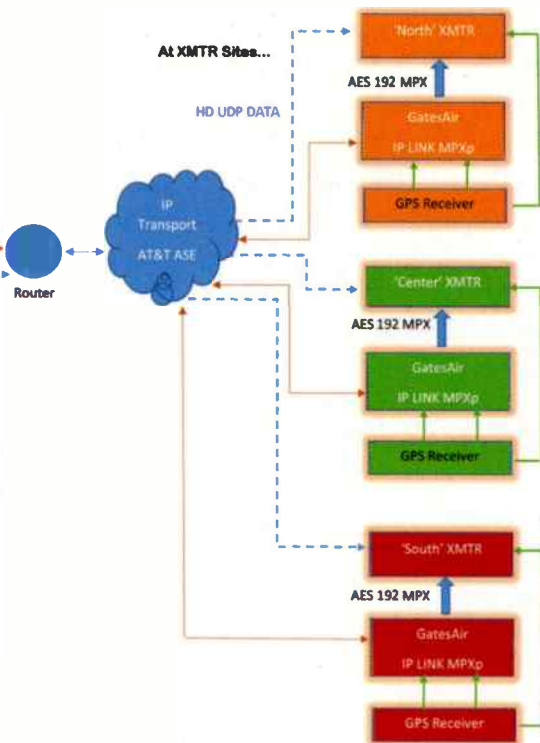 At XMTR Sites...
'North' XMTR
AES 192 MPX
HD UDP DATA
GatesAir
IP LINK MPXp
GPS Receiver
IP
Transport
AT&T ASE
Router
'Center' XMTR
AES 192 MPX
GatesAir
IP LINK MPXp
GPS Receiver
'South' XMTR
AES 192 MPX
GatesAir
IP LINK MPXp
GPS Receiver